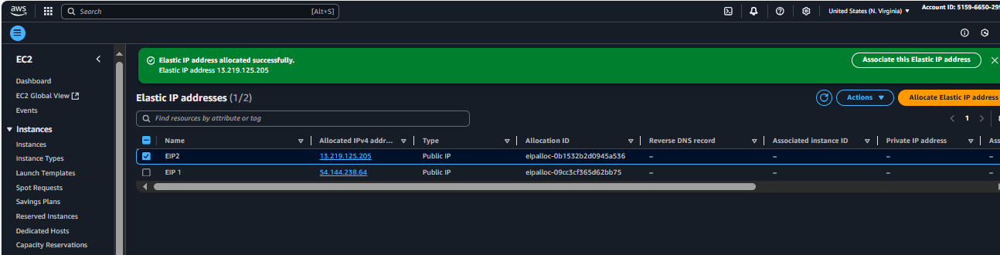 aws
Search [Alt+S] United States (N. Virginia) Account ID: 5159-6650-299
EC2
Dashboard
EC2 Global View
Events
Instances
Instances
Instance Types
Launch Templates
Spot Requests
Savings Plans
Reserved Instances
Dedicated Hosts
Capacity Reservations
Elastic IP address allocated successfully.
Elastic IP address 13.219.125.205
Associate this Elastic IP address
Elastic IP addresses (1/2)
Actions
Allocate Elastic IP address
Find resources by attribute or tag
1
Name Allocated IPv4 addr... Type Allocation ID Reverse DNS record Associated instance ID Private IP address
EIP2 13.219.125.205 Public IP eipalloc-0b1532b2d0945a536 – – –
EIP 1 54.144.238.64 Public IP eipalloc-09cc3cf365d62bb75 – – –